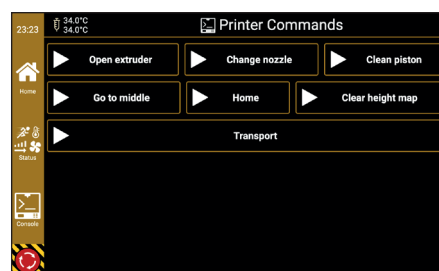 23:23
34.0°C
34.0°C
Printer Commands
Open extruder
Change nozzle
Clean piston
Home
Go to middle
Home
Clear height map
Transport
Status
Console